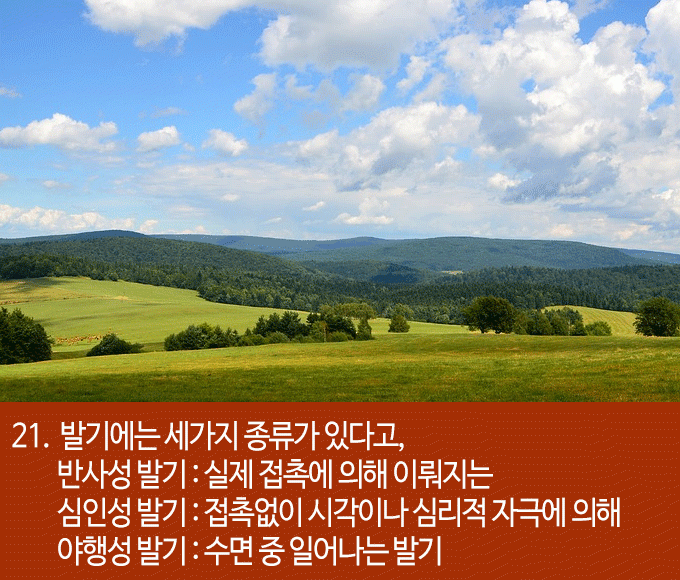 21. 발기에는 세가지 종류가 있다고,
반사성 발기 : 실제 접촉에 의해 이뤄지는
심인성 발기 : 접촉없이 시각이나 심리적 자극에 의해
야행성 발기 : 수면 중 일어나는 발기